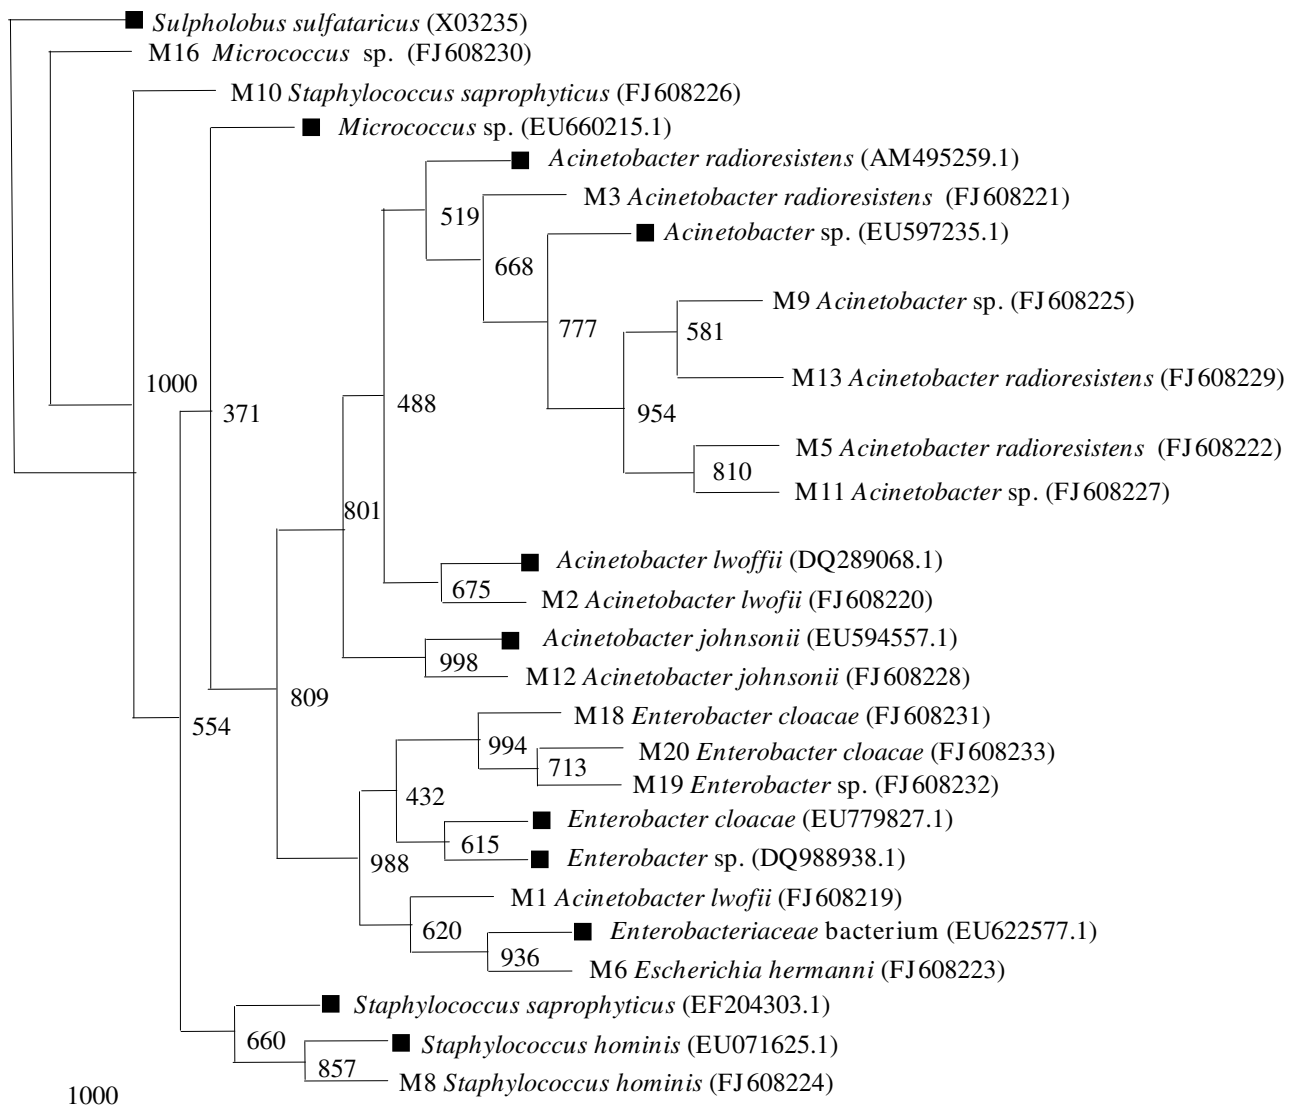 Sulpholobus sulfataricus (X03235)
M16 Micrococcus sp. (FJ608230)
M10 Staphylococcus saprophyticus (FJ608226)
Micrococcus sp. (EU660215.1)
Acinetobacter radioresistens (AM495259.1)
M3 Acinetobacter radioresistens (FJ608221)
519
Acinetobacter sp. (EU597235.1)
668
M9 Acinetobacter sp. (FJ608225)
777
581
M13 Acinetobacter radioresistens (FJ608229)
1000
488
371
954
M5 Acinetobacter radioresistens (FJ608222)
810
M11 Acinetobacter sp. (FJ608227)
801
Acinetobacter lwoffii (DQ289068.1)
675
M2 Acinetobacter lwofii (FJ608220)
Acinetobacter johnsonii (EU594557.1)
998
M12 Acinetobacter johnsonii (FJ608228)
809
M18 Enterobacter cloacae (FJ608231)
554
994
M20 Enterobacter cloacae (FJ608233)
713
M19 Enterobacter sp. (FJ608232)
432
Enterobacter cloacae (EU779827.1)
615
Enterobacter sp. (DQ988938.1)
988
M1 Acinetobacter lwofii (FJ608219)
620
Enterobacteriaceae bacterium (EU622577.1)
936
M6 Escherichia hermanni (FJ608223)
Staphylococcus saprophyticus (EF204303.1)
660
Staphylococcus hominis (EU071625.1)
857
M8 Staphylococcus hominis (FJ608224)
1000